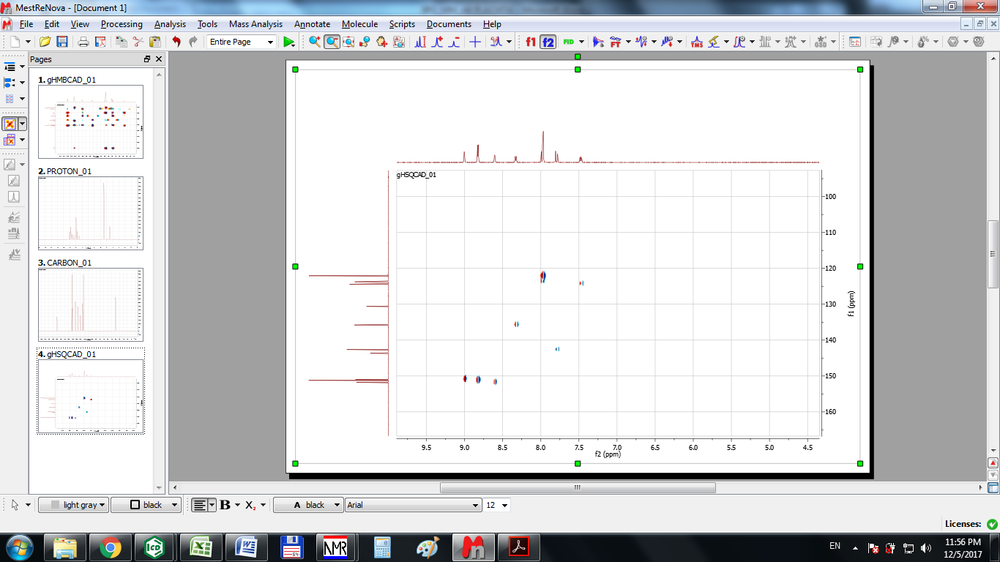 MestReNova - [Document 1]
File Edit View Processing Analysis Tools Mass Analysis Annotate Molecule Scripts Documents Help
Entire Page f1 f2 FID FT TMS GSD
Pages
1. gHMBCAD_01
2. PROTON_01
3. CARBON_01
4. gHSQCAD_01
gHSQCAD_01
100
110
120
130
140
150
160
f1 (ppm)
9.5 9.0 8.5 8.0 7.5 7.0 6.5 6.0 5.5 5.0 4.5
f2 (ppm)
light gray black B X2 A black Arial 12
Licenses:
ICD NMR 64 EN 11:56 PM
12/5/2017